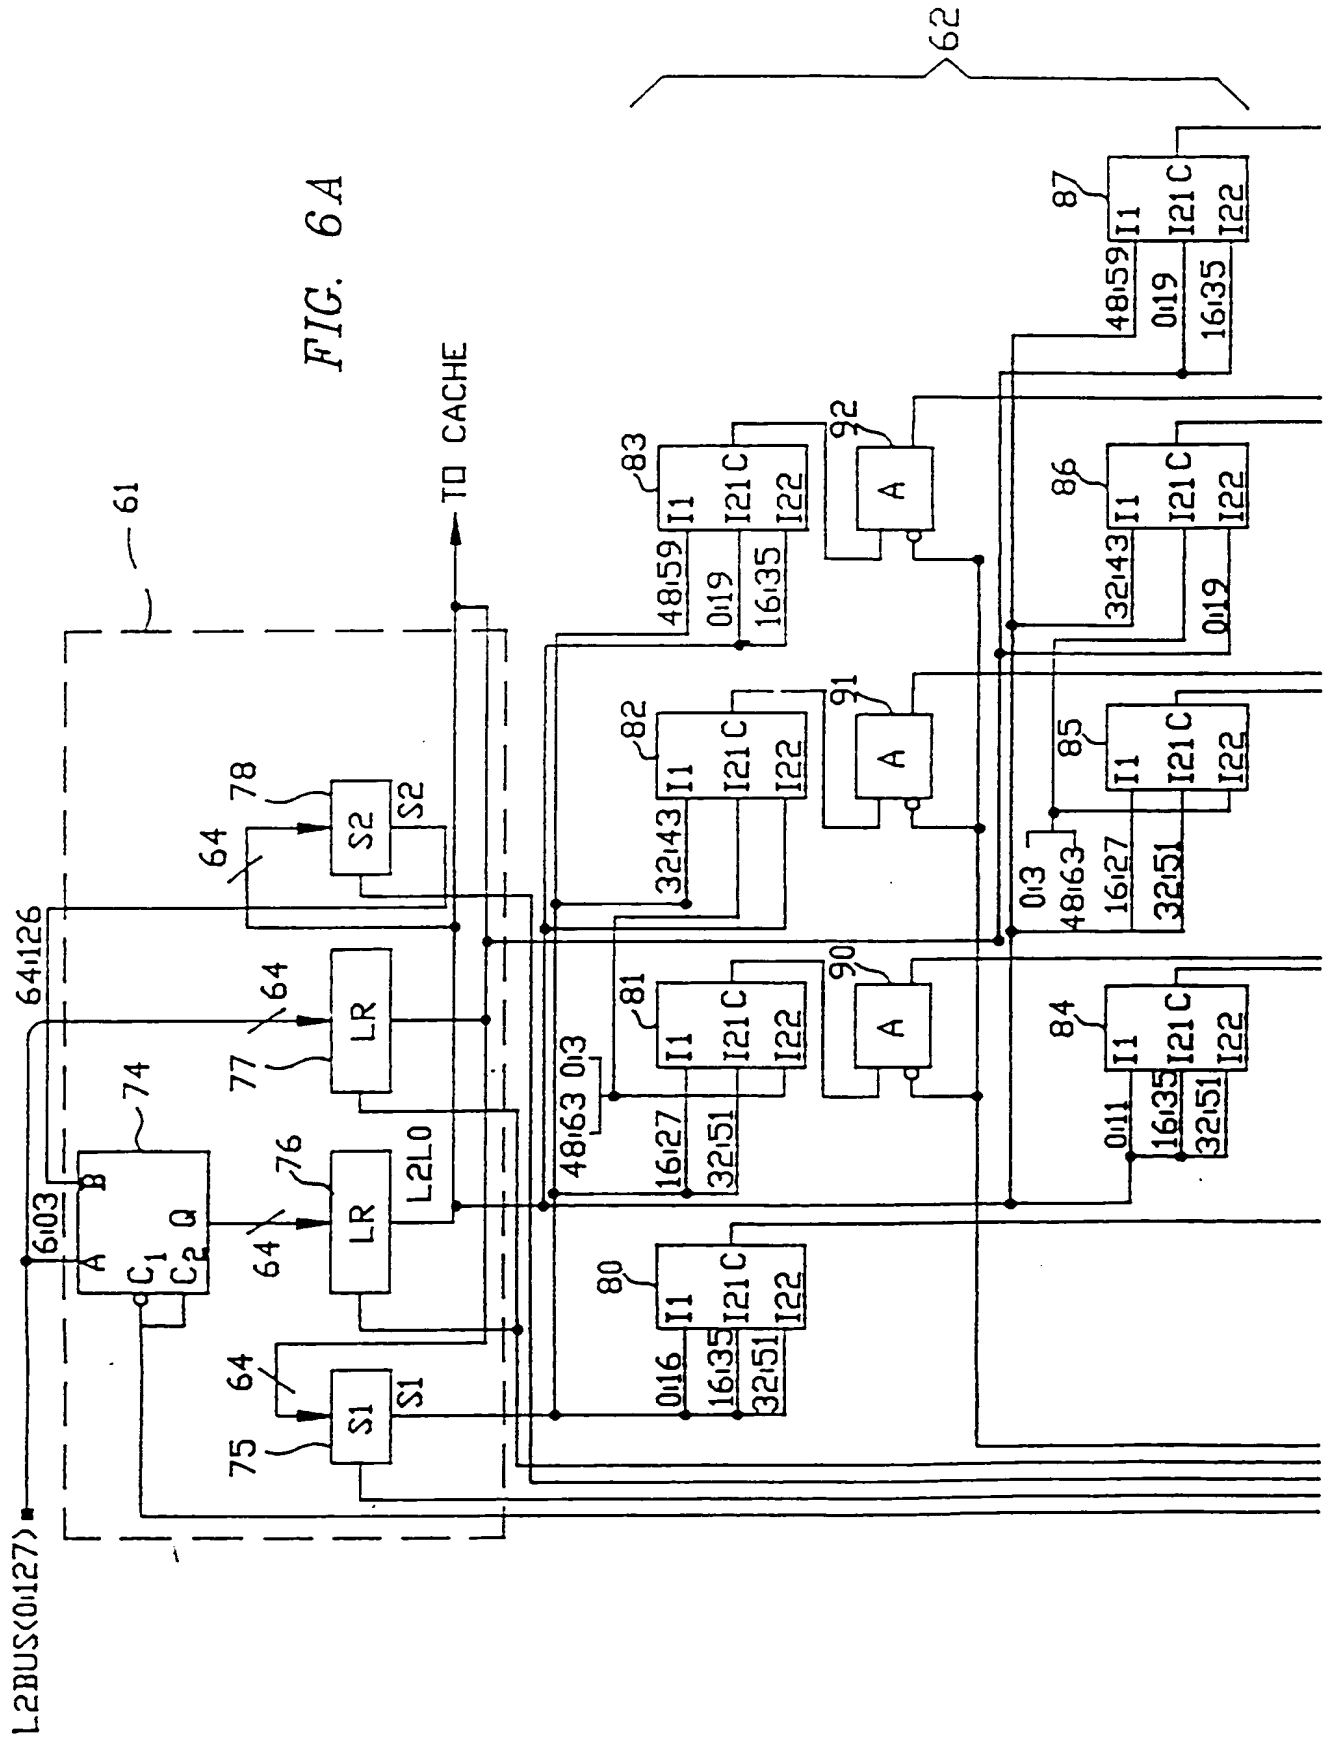 FIG. 6A
L2BUS(0:127)
6:03
64:126
61
74
A
B
C1
C2
Q
64
64
64
64
75
S1
S1
76
LR
L2L0
77
LR
78
S2
S2
TO CACHE
62
80
I1
I21 C
I22
0:16
16:35
32:51
81
I1
I21 C
I22
48:63 0:3
16:27
32:51
82
I1
I21 C
I22
32:43
83
I1
I21 C
I22
48:59
0:19
16:35
90
A
91
A
92
A
84
I1
I21 C
I22
0:11
16:35
32:51
85
I1
I21 C
I22
0:3
48:63
16:27
32:51
86
I1
I21 C
I22
32:43
0:19
87
I1
I21 C
I22
48:59
0:19
16:35